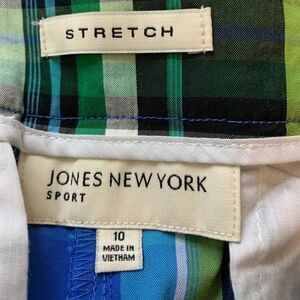 STRETCH
JONES NEW YORK
SPORT
10
MADE IN
VIETNAM